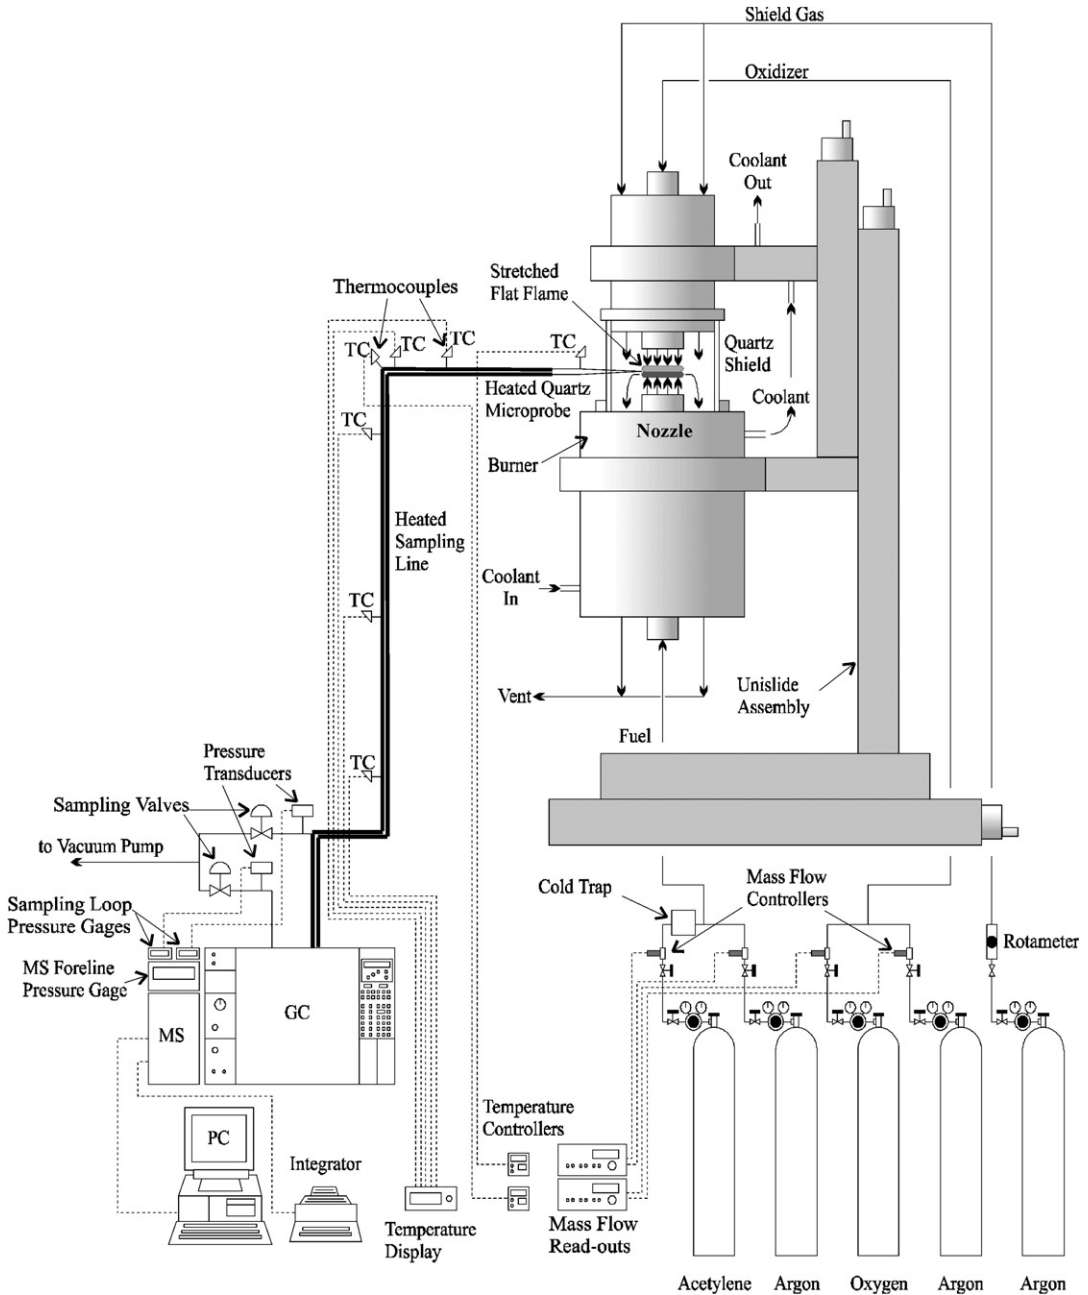 Shield Gas
Oxidizer
Coolant
Out
Stretched
Flat Flame
Thermocouples
TC
TC
TC
TC
Quartz
Shield
Heated Quartz
Microprobe
Coolant
TC
Nozzle
Burner
Heated
Sampling
Line
Coolant
In
TC
Unislide
Assembly
Vent
Fuel
Pressure
Transducers
TC
Sampling Valves
to Vacuum Pump
Cold Trap
Mass Flow
Controllers
Sampling Loop
Pressure Gages
Rotameter
MS Foreline
Pressure Gage
GC
MS
Temperature
Controllers
PC
Integrator
Temperature
Display
Mass Flow
Read-outs
Acetylene
Argon
Oxygen
Argon
Argon